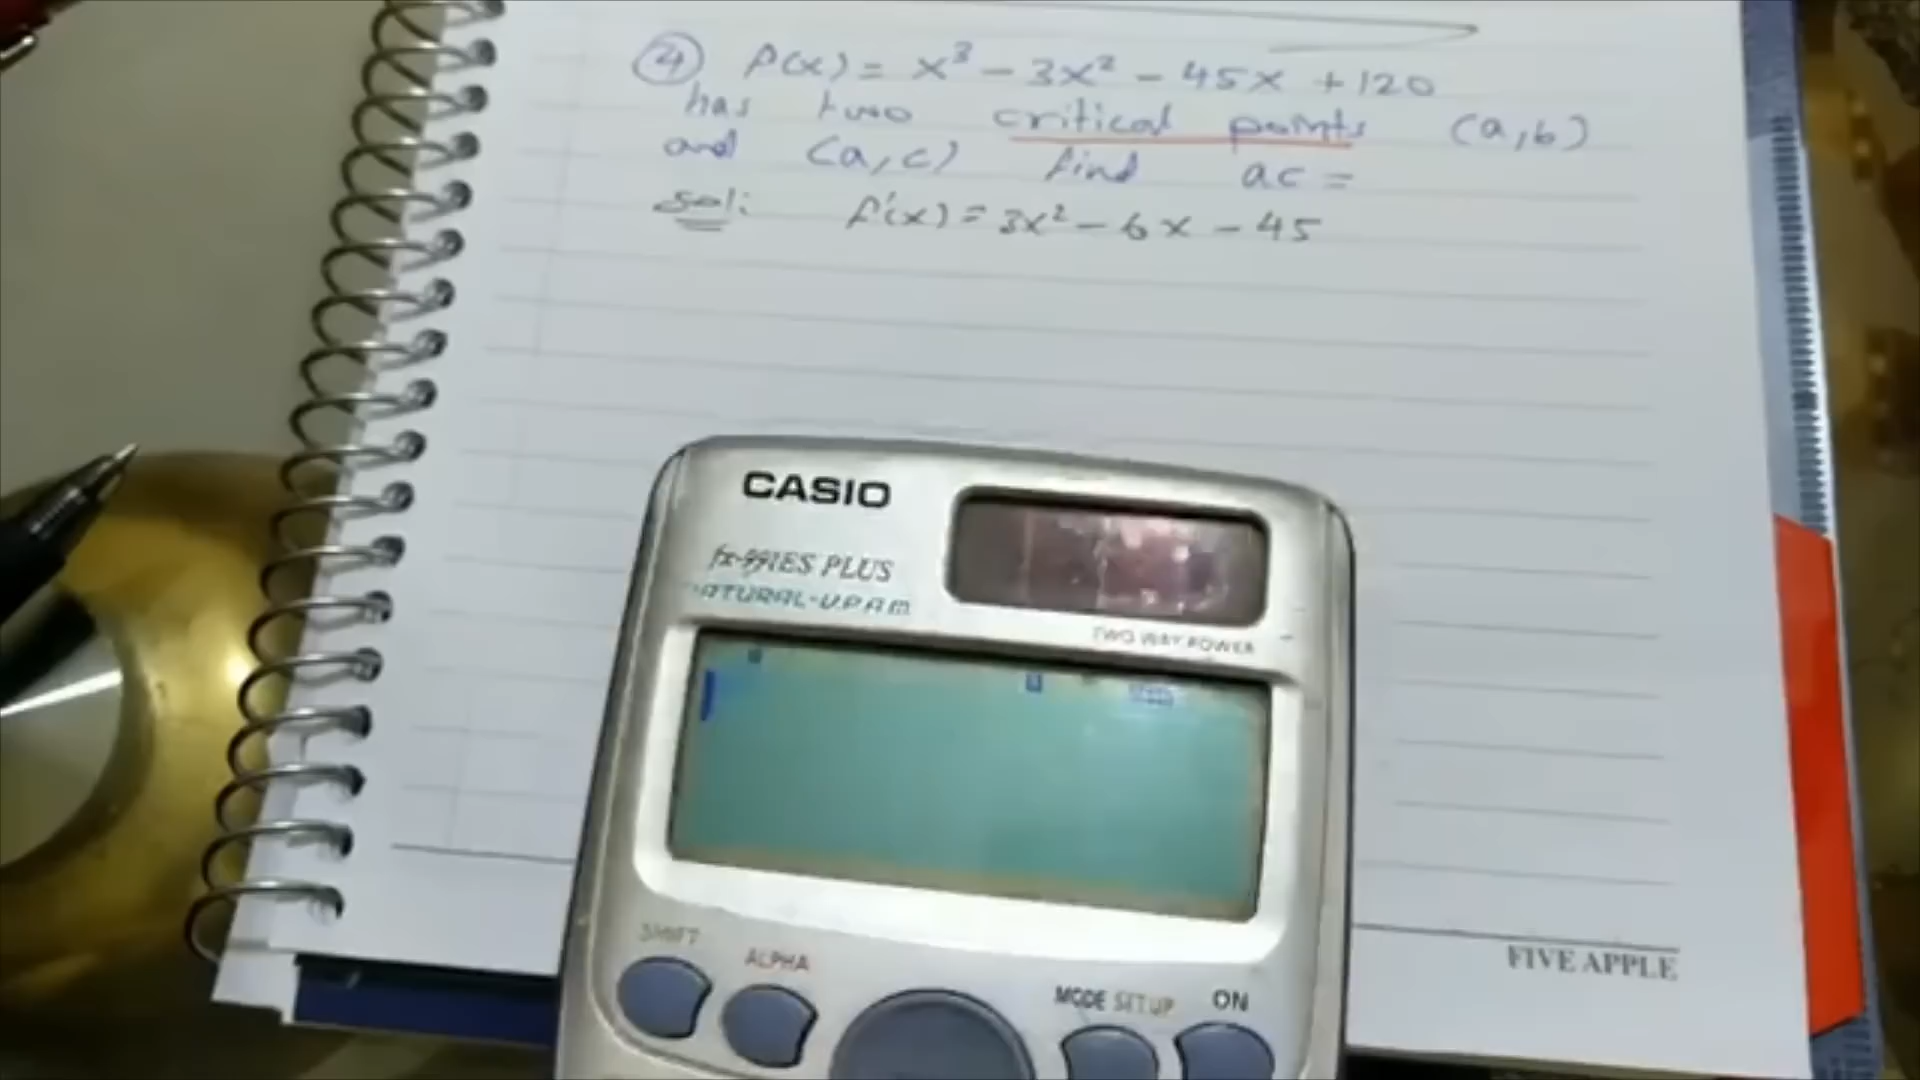 ④ f(x) = x³ - 3x² - 45x + 120
has two critical points (a,b)
and (a,c) find ac =
Sol: f'(x) = 3x² - 6x - 45
CASIO
fx-991ES PLUS
NATURAL-V.P.A.M.
TWO WAY POWER
SHIFT
ALPHA
MODE SETUP
ON
FIVE APPLE